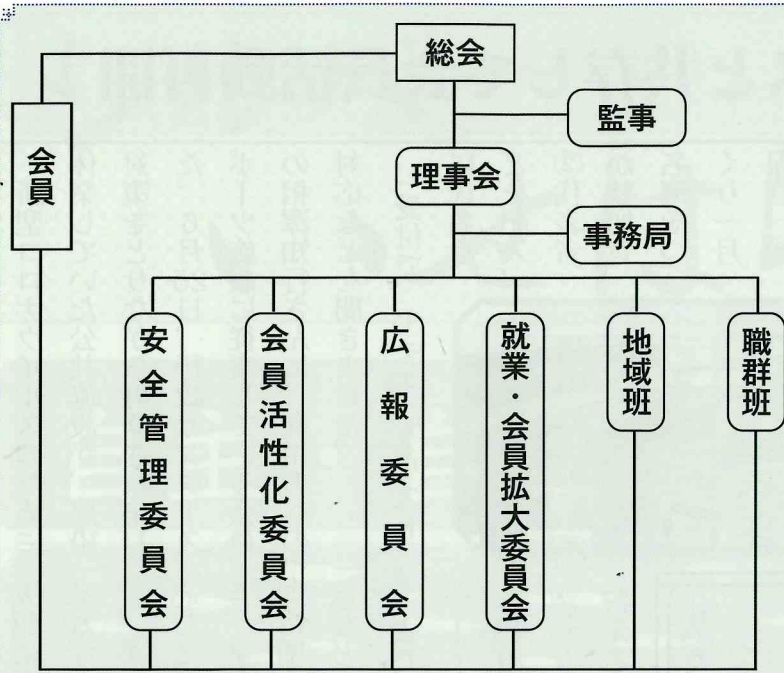 総会
監事
会員
理事会
事務局
安全管理委員会
会員活性化委員会
広報委員会
就業・会員拡大委員会
地域班
職群班